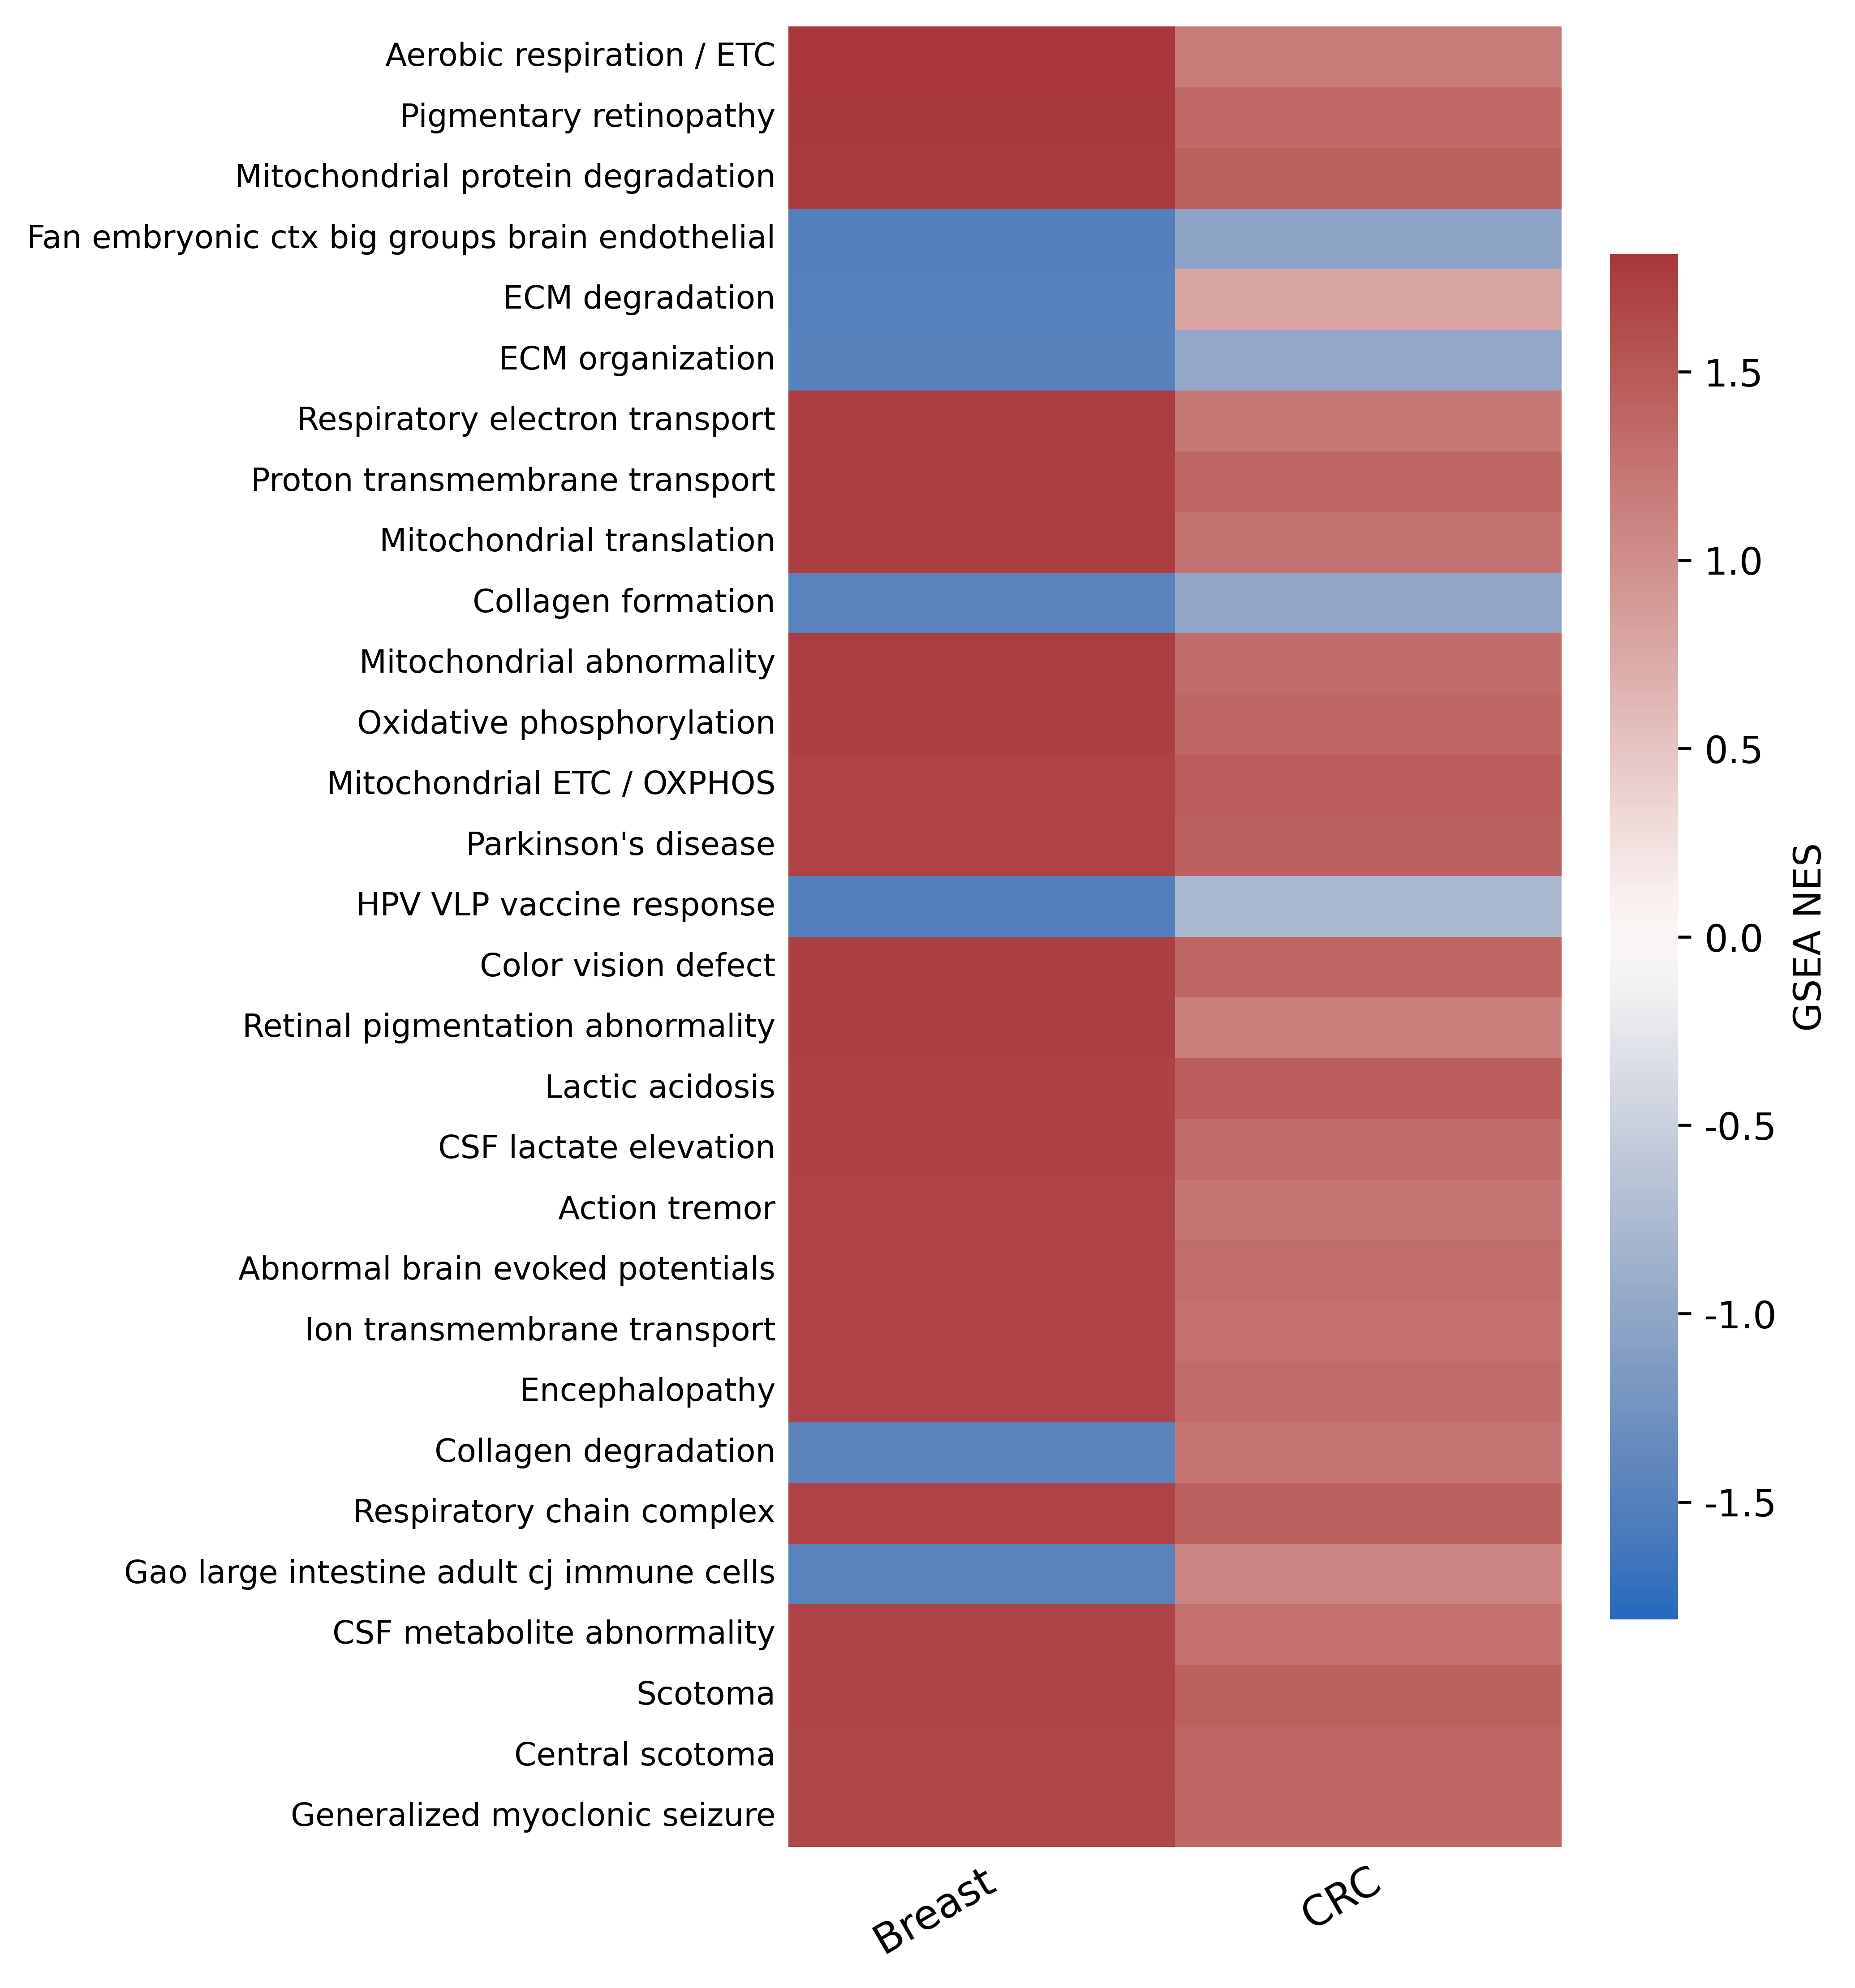 Aerobic respiration / ETC
Pigmentary retinopathy
Mitochondrial protein degradation
Fan embryonic ctx big groups brain endothelial
ECM degradation
ECM organization
Respiratory electron transport
Proton transmembrane transport
Mitochondrial translation
Collagen formation
Mitochondrial abnormality
Oxidative phosphorylation
Mitochondrial ETC / OXPHOS
Parkinson's disease
HPV VLP vaccine response
Color vision defect
Retinal pigmentation abnormality
Lactic acidosis
CSF lactate elevation
Action tremor
Abnormal brain evoked potentials
Ion transmembrane transport
Encephalopathy
Collagen degradation
Respiratory chain complex
Gao large intestine adult cj immune cells
CSF metabolite abnormality
Scotoma
Central scotoma
Generalized myoclonic seizure
Breast
CRC
1.5
1.0
0.5
0.0
-0.5
-1.0
-1.5
GSEA NES